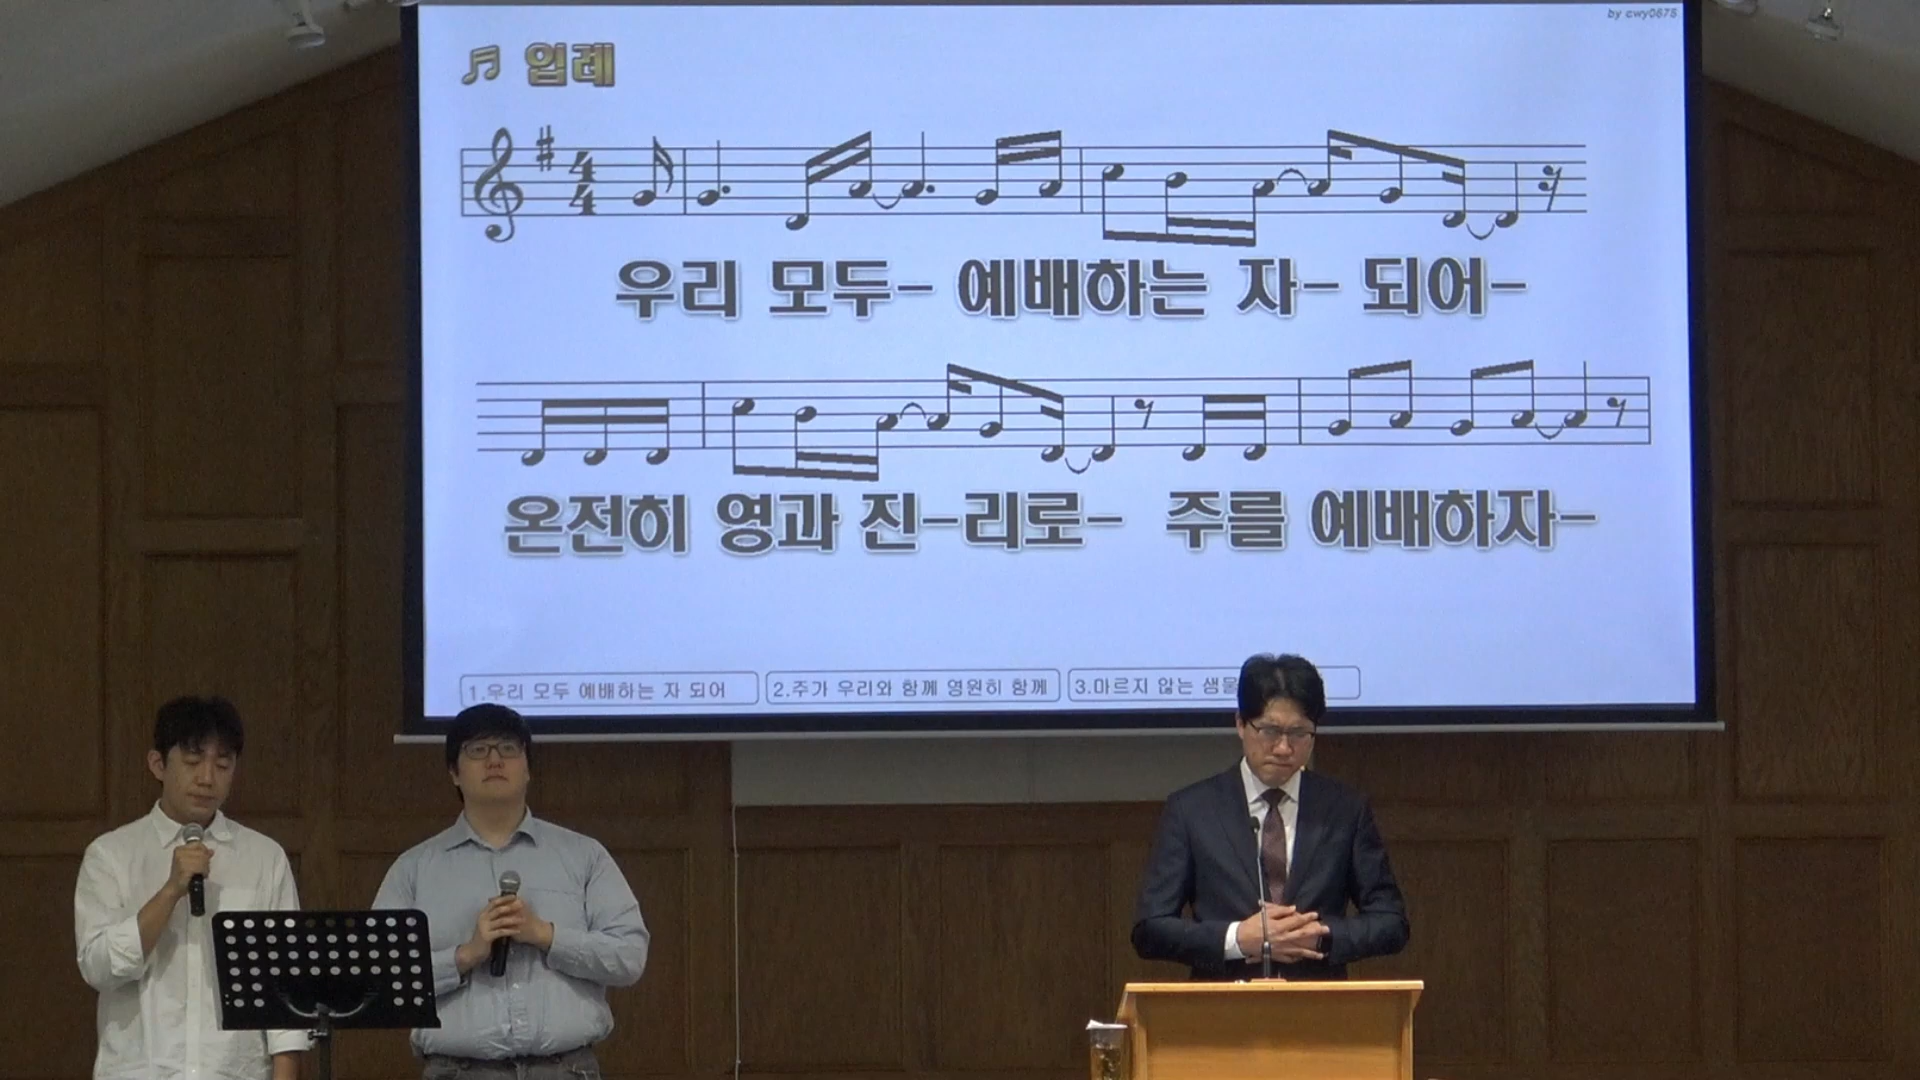 by cwy0675
입례
4
4
우리 모두- 예배하는 자- 되어-
온전히 영과 진-리로- 주를 예배하자-
1.우리 모두 예배하는 자 되어
2.주가 우리와 함께 영원히 함께
3.마르지 않는 샘물